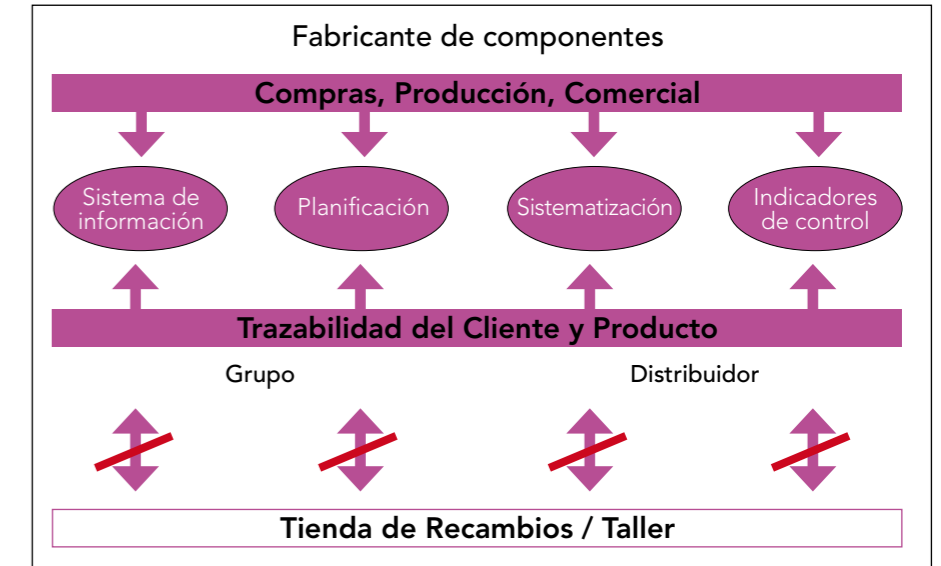 Fabricante de componentes
Compras, Producción, Comercial
Sistema de
información
Planificación
Sistematización
Indicadores
de control
Trazabilidad del Cliente y Producto
Grupo
Distribuidor
Tienda de Recambios / Taller